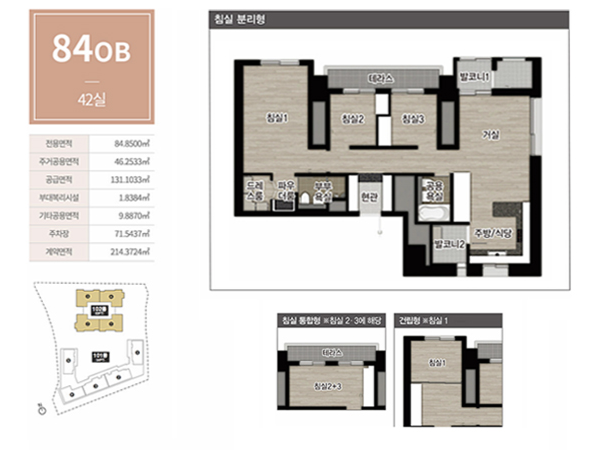 84OB
42실
전용면적 84.8500㎡
주거공용면적 46.2533㎡
공급면적 131.1033㎡
부대복리시설 1.8384㎡
기타공용면적 9.8870㎡
주차장 71.5437㎡
계약면적 214.3724㎡
102동
101동
침실 분리형
테라스
발코니1
침실1
침실2
침실3
거실
드레스룸
파우더룸
부부욕실
현관
공용욕실
주방/식당
발코니2
침실 통합형 ※침실 2·3에 해당
테라스
침실2+3
건립형 ※침실 1
침실1